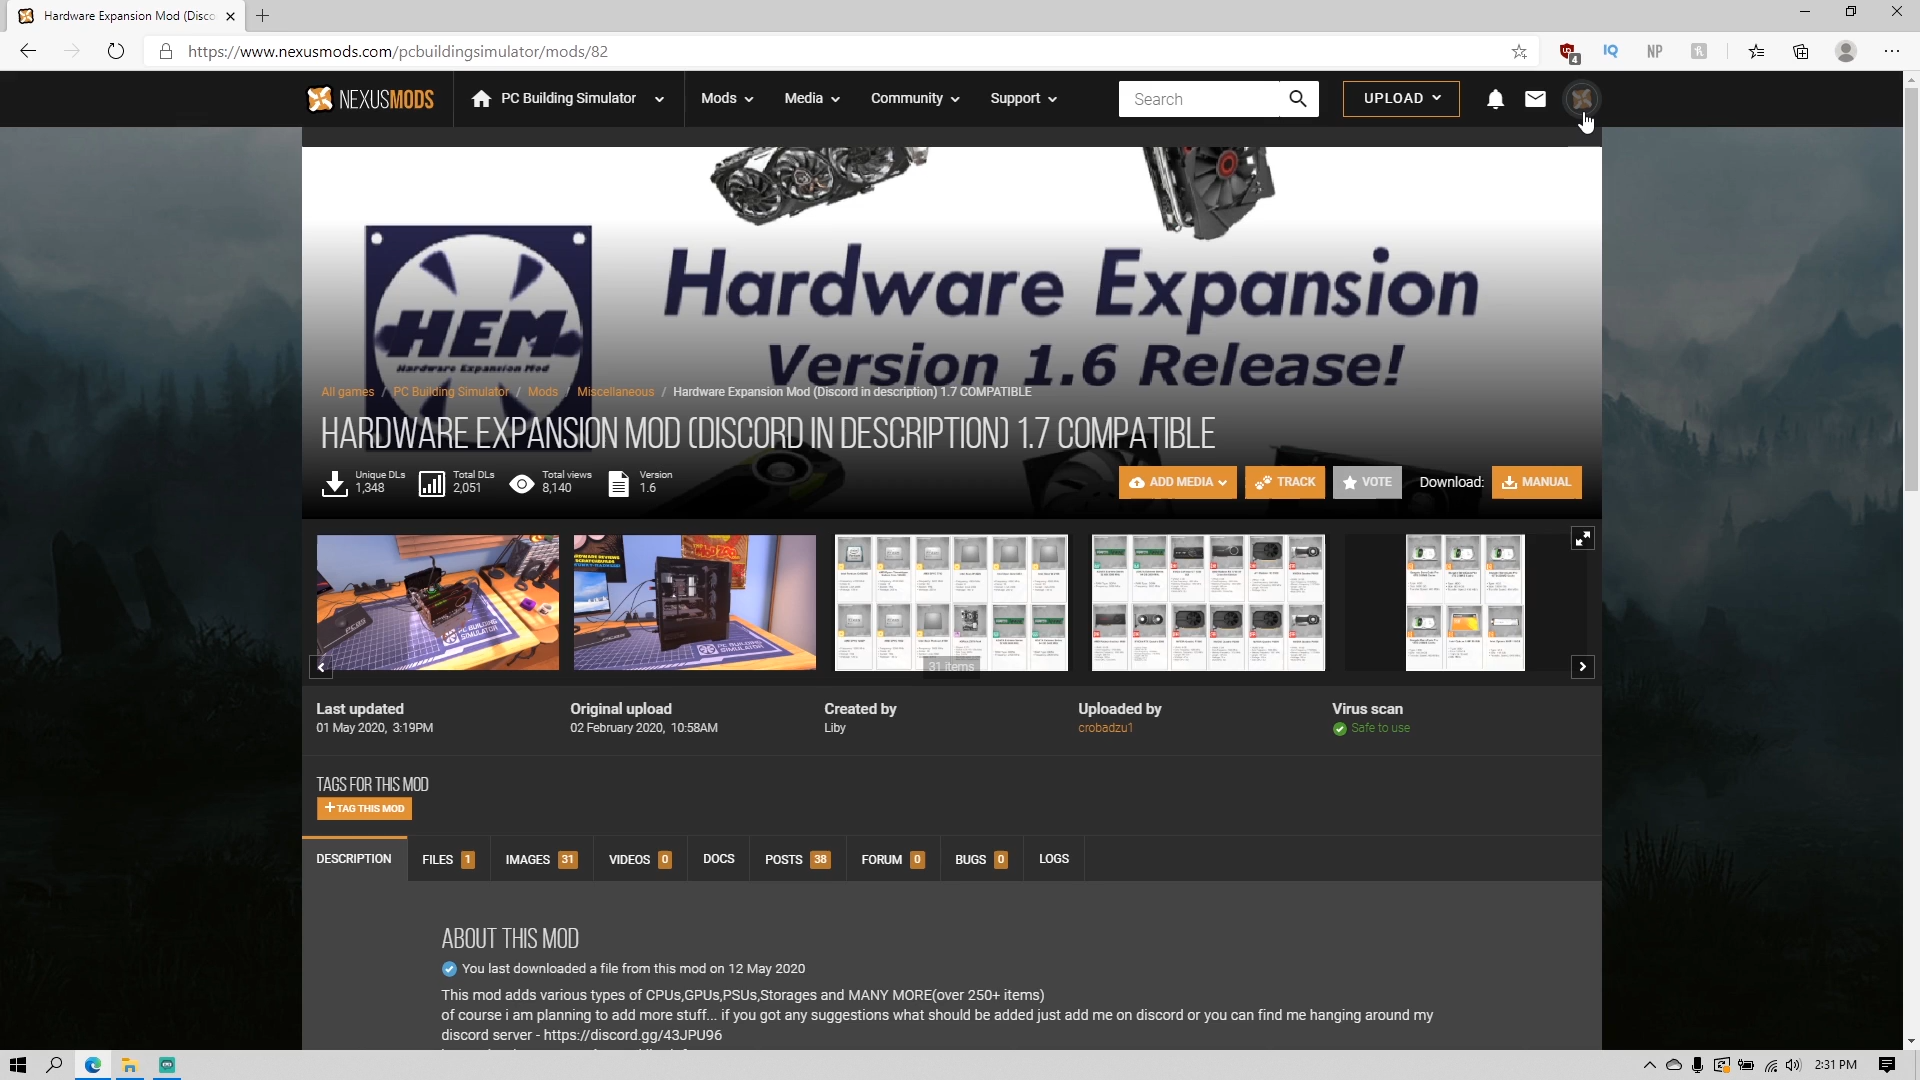 Hardware Expansion Mod (Disco
https://www.nexusmods.com/pcbuildingsimulator/mods/82
4
IQ
NP
NEXUSMODS
PC Building Simulator
Mods
Media
Community
Support
Search
UPLOAD
HEM
Hardware Expansion Mod
Hardware Expansion
Version 1.6 Release!
All games / PC Building Simulator / Mods / Miscellaneous / Hardware Expansion Mod (Discord in description) 1.7 COMPATIBLE
HARDWARE EXPANSION MOD (DISCORD IN DESCRIPTION) 1.7 COMPATIBLE
Unique DLs
1,348
Total DLs
2,051
Total views
8,140
Version
1.6
ADD MEDIA
TRACK
VOTE
Download:
MANUAL
PC BUILDING
SIMULATOR
31 items
Last updated
01 May 2020, 3:19PM
Original upload
02 February 2020, 10:58AM
Created by
Liby
Uploaded by
crobadzu1
Virus scan
Safe to use
TAGS FOR THIS MOD
+ TAG THIS MOD
DESCRIPTION
FILES 1
IMAGES 31
VIDEOS 0
DOCS
POSTS 38
FORUM 0
BUGS 0
LOGS
ABOUT THIS MOD
You last downloaded a file from this mod on 12 May 2020
This mod adds various types of CPUs,GPUs,PSUs,Storages and MANY MORE(over 250+ items)
of course i am planning to add more stuff... if you got any suggestions what should be added just add me on discord or you can find me hanging around my
discord server - https://discord.gg/43JPU96
2:31 PM